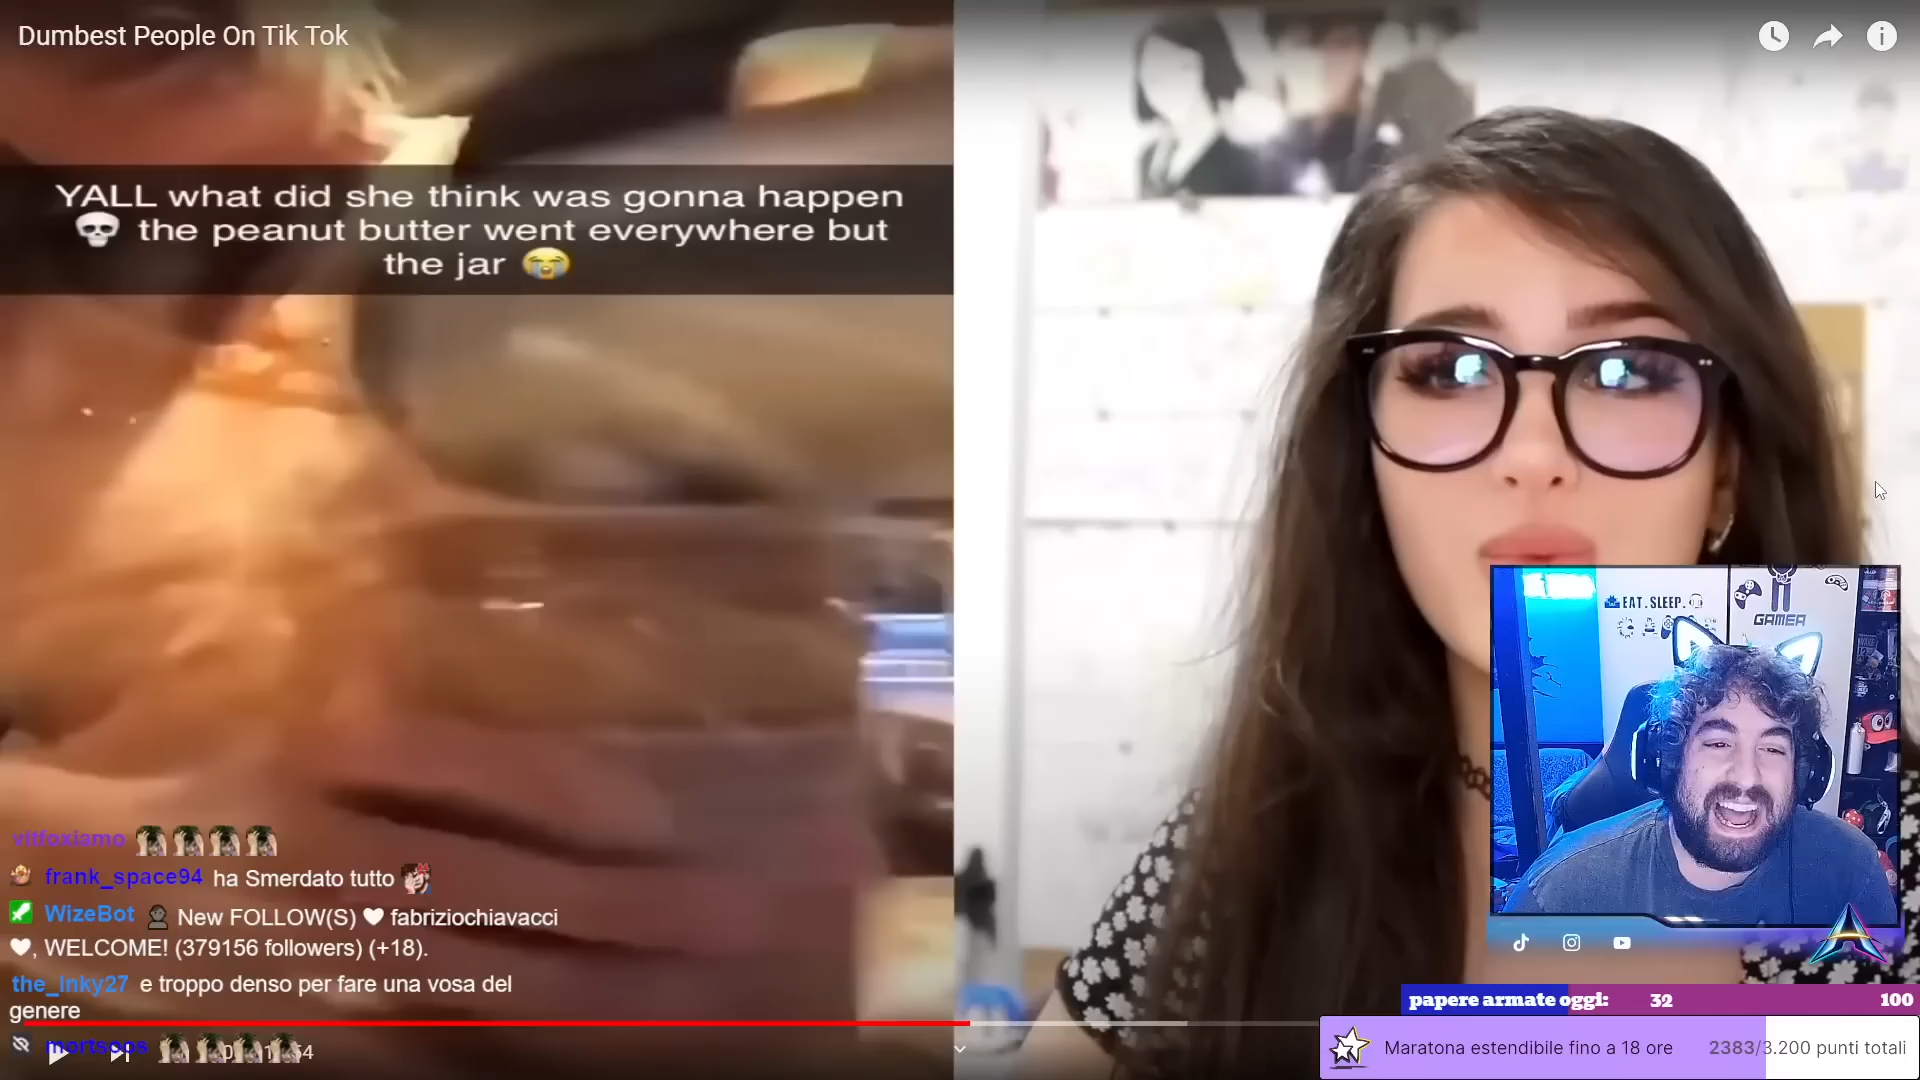 Dumbest People On Tik Tok
YALL what did she think was gonna happen
💀 the peanut butter went everywhere but
the jar 😭
EAT.SLEEP.
GAMER
vitfoxiamo
frank_space94 ha Smerdato tutto
WizeBot New FOLLOW(S) ♥ fabriziochiavacci
♥, WELCOME! (379156 followers) (+18).
the_Inky27 e troppo denso per fare una vosa del
genere
mortsops
papere armate oggi: 32 100
Maratona estendibile fino a 18 ore 2383/3.200 punti totali